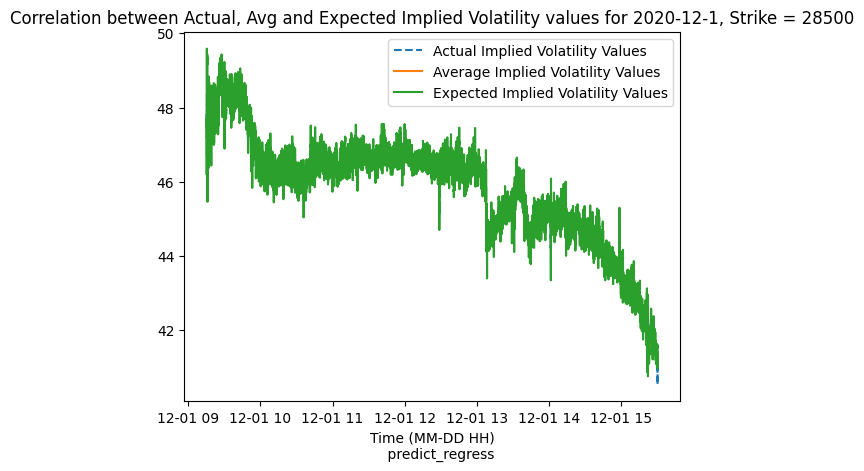 Correlation between Actual, Avg and Expected Implied Volatility values for 2020-12-1, Strike = 28500
50
48
46
44
42
Actual Implied Volatility Values
Average Implied Volatility Values
Expected Implied Volatility Values
12-01 09 12-01 10 12-01 11 12-01 12 12-01 13 12-01 14 12-01 15
Time (MM-DD HH)
predict_regress